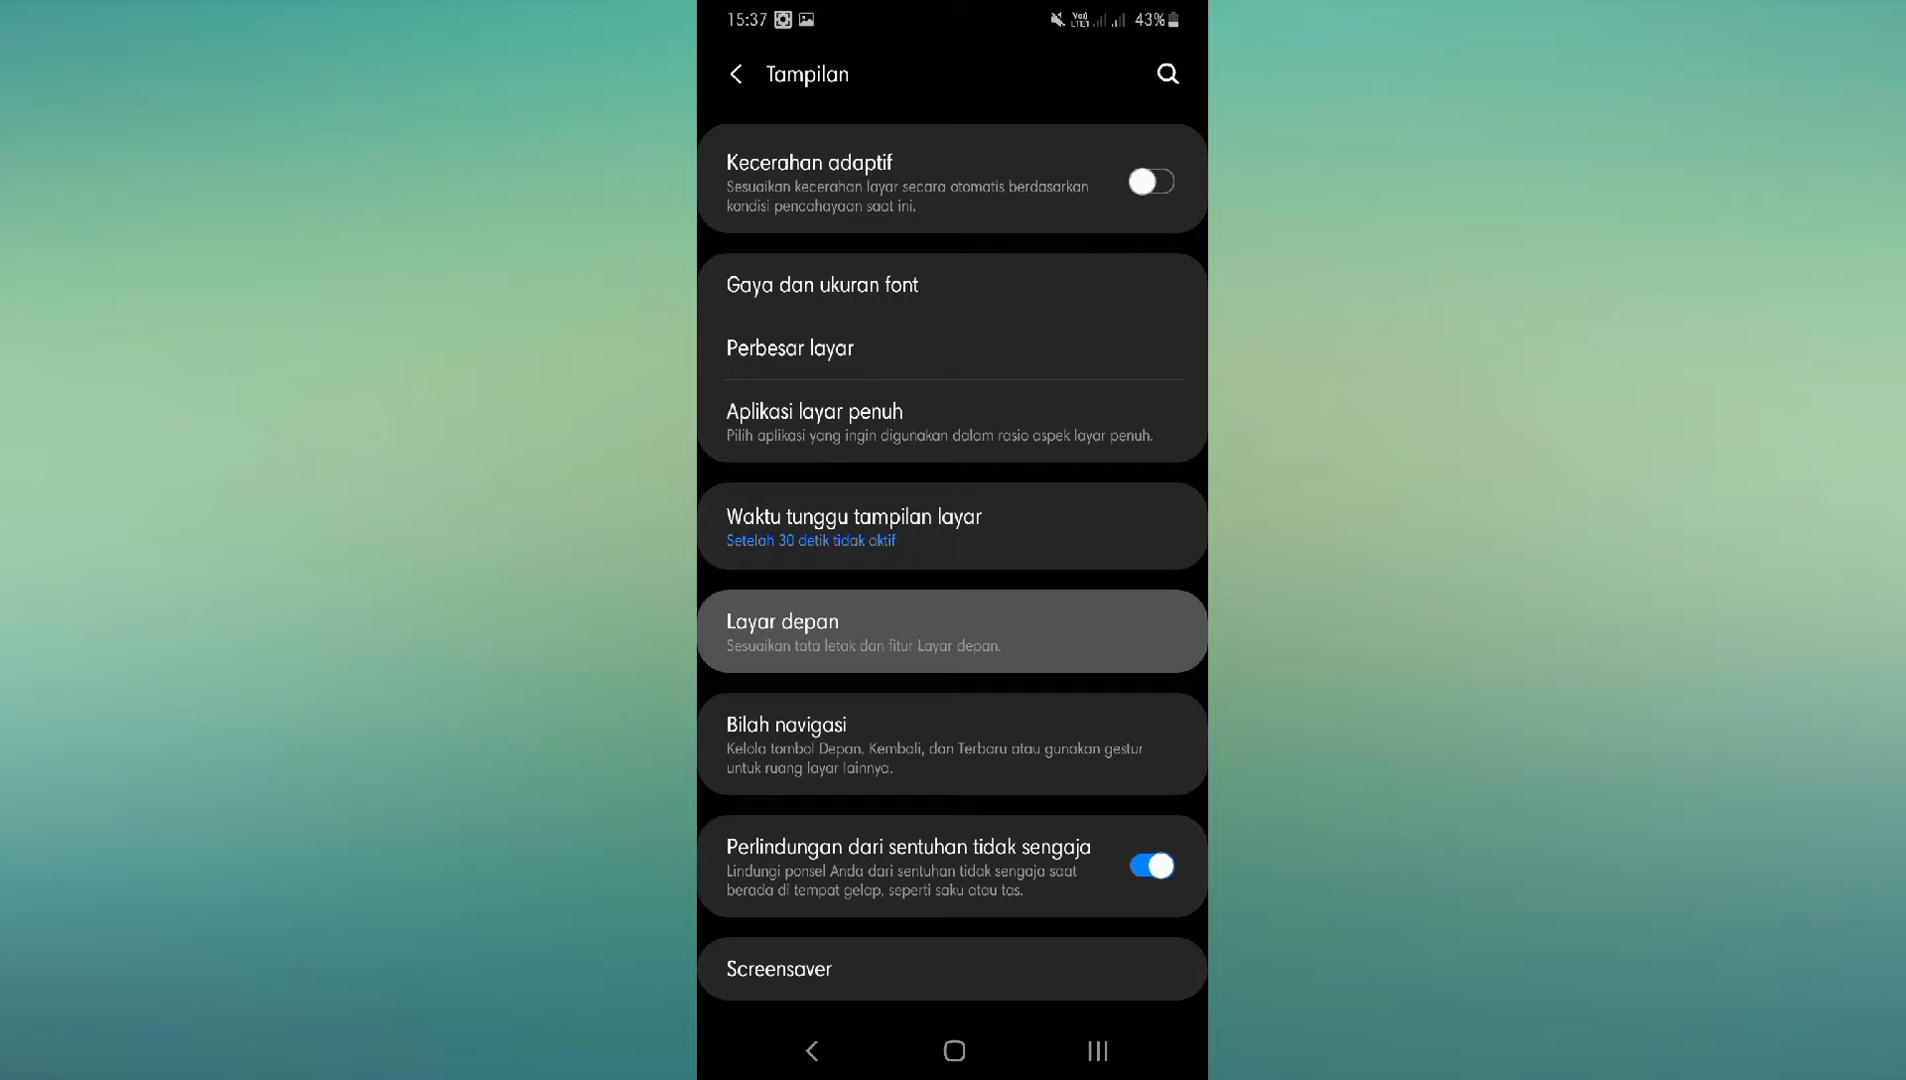 15:37
Vo)) LTE1 43%
Tampilan
Kecerahan adaptif
Sesuaikan kecerahan layar secara otomatis berdasarkan
kondisi pencahayaan saat ini.
Gaya dan ukuran font
Perbesar layar
Aplikasi layar penuh
Pilih aplikasi yang ingin digunakan dalam rasio aspek layar penuh.
Waktu tunggu tampilan layar
Setelah 30 detik tidak aktif
Layar depan
Sesuaikan tata letak dan fitur Layar depan.
Bilah navigasi
Kelola tombol Depan, Kembali, dan Terbaru atau gunakan gestur
untuk ruang layar lainnya.
Perlindungan dari sentuhan tidak sengaja
Lindungi ponsel Anda dari sentuhan tidak sengaja saat
berada di tempat gelap, seperti saku atau tas.
Screensaver